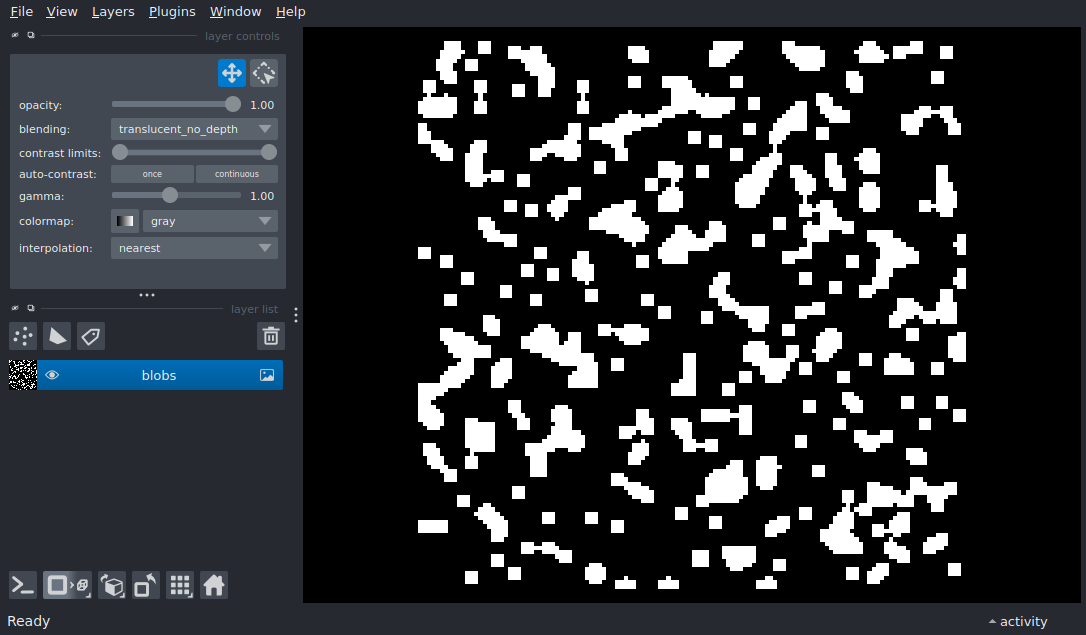 File View Layers Plugins Window Help
layer controls
opacity: 1.00
blending: translucent_no_depth
contrast limits:
auto-contrast: once continuous
gamma: 1.00
colormap: gray
interpolation: nearest
layer list
blobs
Ready activity